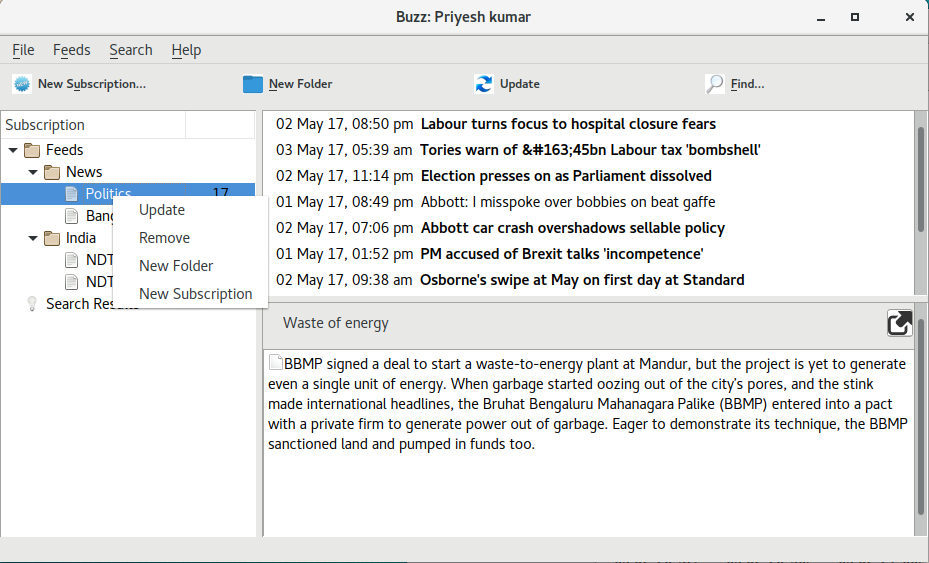 Buzz: Priyesh kumar
File Feeds Search Help
New Subscription... New Folder Update Find...
Subscription
Feeds
News
Politics 17
Bang
India
NDT
NDT
Search Results
Update
Remove
New Folder
New Subscription
02 May 17, 08:50 pm Labour turns focus to hospital closure fears
03 May 17, 05:39 am Tories warn of &#163;45bn Labour tax 'bombshell'
02 May 17, 11:14 pm Election presses on as Parliament dissolved
01 May 17, 08:49 pm Abbott: I misspoke over bobbies on beat gaffe
02 May 17, 07:06 pm Abbott car crash overshadows sellable policy
01 May 17, 01:52 pm PM accused of Brexit talks 'incompetence'
02 May 17, 09:38 am Osborne's swipe at May on first day at Standard
Waste of energy
BBMP signed a deal to start a waste-to-energy plant at Mandur, but the project is yet to generate
even a single unit of energy. When garbage started oozing out of the city's pores, and the stink
made international headlines, the Bruhat Bengaluru Mahanagara Palike (BBMP) entered into a pact
with a private firm to generate power out of garbage. Eager to demonstrate its technique, the BBMP
sanctioned land and pumped in funds too.